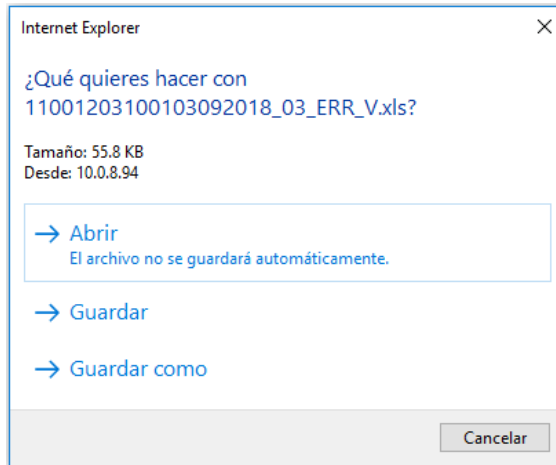 Internet Explorer
¿Qué quieres hacer con
11001203100103092018_03_ERR_V.xls?
Tamaño: 55.8 KB
Desde: 10.0.8.94
Abrir
El archivo no se guardará automáticamente.
Guardar
Guardar como
Cancelar